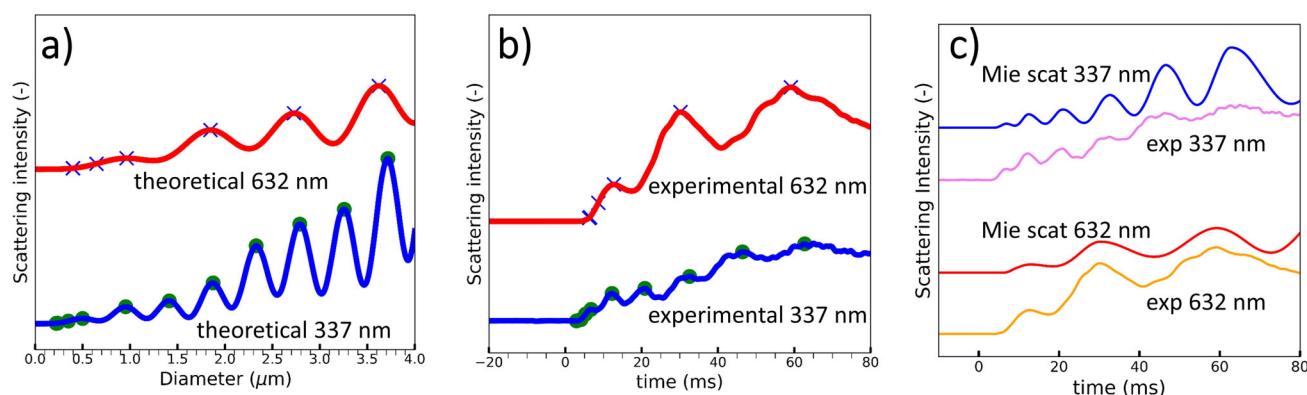 a)
Scattering intensity (-)
theoretical 632 nm
theoretical 337 nm
0.0 0.5 1.0 1.5 2.0 2.5 3.0 3.5 4.0
Diameter (μm)
b)
Scattering intensity (-)
experimental 632 nm
experimental 337 nm
−20 0 20 40 60 80
time (ms)
c)
Scattering Intensity (-)
Mie scat 337 nm
exp 337 nm
Mie scat 632 nm
exp 632 nm
0 20 40 60 80
time (ms)